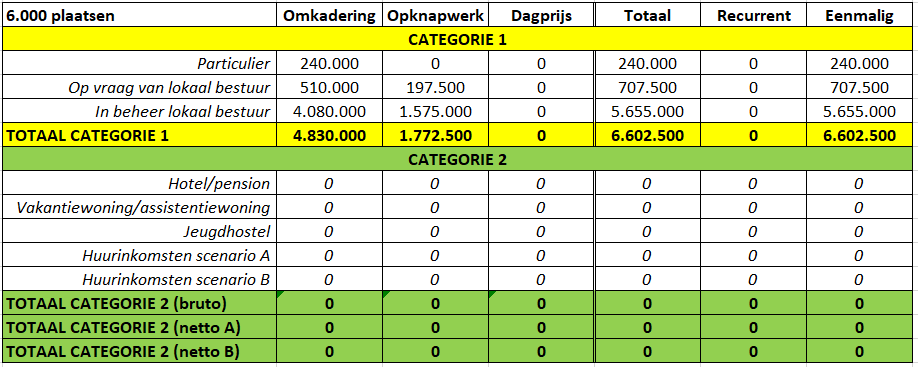 6.000 plaatsen Omkadering Opknapwerk Dagprijs Totaal Recurrent Eenmalig
CATEGORIE 1
Particulier 240.000 0 0 240.000 0 240.000
Op vraag van lokaal bestuur 510.000 197.500 0 707.500 0 707.500
In beheer lokaal bestuur 4.080.000 1.575.000 0 5.655.000 0 5.655.000
TOTAAL CATEGORIE 1 4.830.000 1.772.500 0 6.602.500 0 6.602.500
CATEGORIE 2
Hotel/pension 0 0 0 0 0 0
Vakantiewoning/assistentiewoning 0 0 0 0 0 0
Jeugdhostel 0 0 0 0 0 0
Huurinkomsten scenario A 0 0 0 0 0 0
Huurinkomsten scenario B 0 0 0 0 0 0
TOTAAL CATEGORIE 2 (bruto) 0 0 0 0 0 0
TOTAAL CATEGORIE 2 (netto A) 0 0 0 0 0 0
TOTAAL CATEGORIE 2 (netto B) 0 0 0 0 0 0